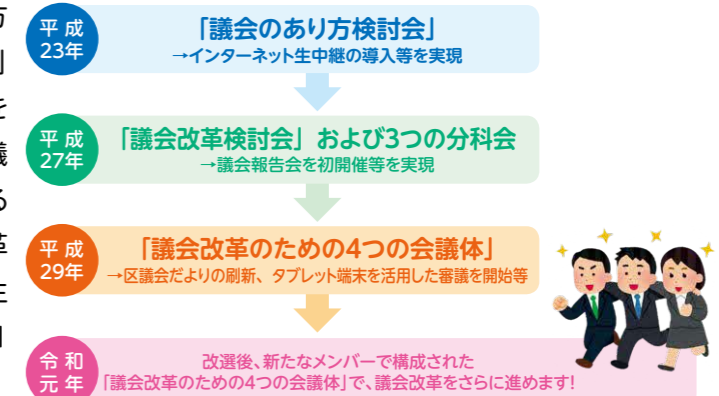 平成
23年
「議会のあり方検討会」
→インターネット生中継の導入等を実現
平成
27年
「議会改革検討会」および3つの分科会
→議会報告会を初開催等を実現
平成
29年
「議会改革のための4つの会議体」
→区議会だよりの刷新、タブレット端末を活用した審議を開始等
令和
元年
改選後、新たなメンバーで構成された
「議会改革のための4つの会議体」で、議会改革をさらに進めます!